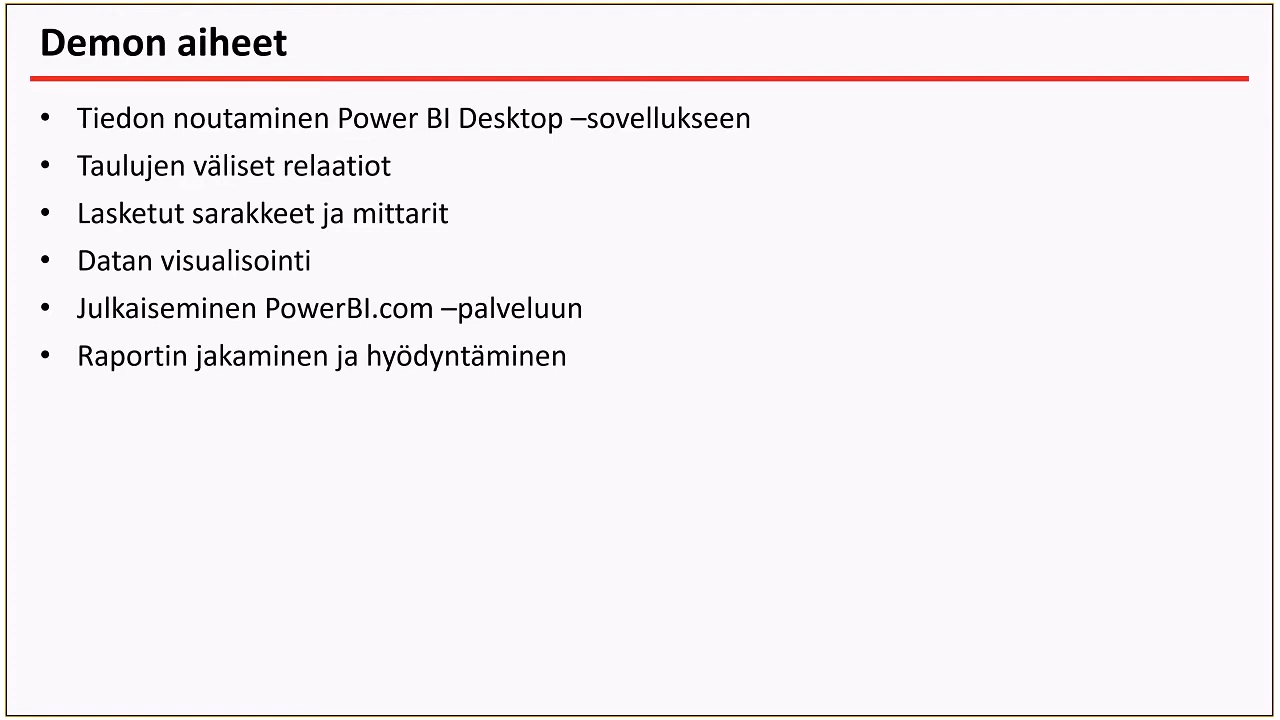 Demon aiheet
• Tiedon noutaminen Power BI Desktop –sovellukseen
• Taulujen väliset relaatiot
• Lasketut sarakkeet ja mittarit
• Datan visualisointi
• Julkaiseminen PowerBI.com –palveluun
• Raportin jakaminen ja hyödyntäminen